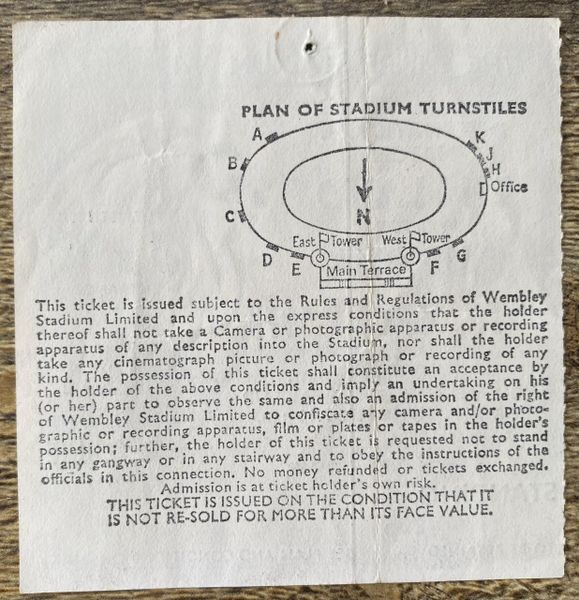 PLAN OF STADIUM TURNSTILES
A
K
J
B
H
Office
N
C
East Tower
West Tower
D
E
Main Terrace
F
G
This ticket is issued subject to the Rules and Regulations of Wembley
Stadium Limited and upon the express conditions that the holder
thereof shall not take a Camera or photographic apparatus or recording
apparatus of any description into the Stadium, nor shall the holder
take any cinematograph picture or photograph or recording of any
kind. The possession of this ticket shall constitute an acceptance by
the holder of the above conditions and imply an undertaking on his
(or her) part to observe the same and also an admission of the right
of Wembley Stadium Limited to confiscate any camera and/or photo-
graphic or recording apparatus, film or plates or tapes in the holder's
possession; further, the holder of this ticket is requested not to stand
in any gangway or in any stairway and to obey the instructions of the
officials in this connection. No money refunded or tickets exchanged.
Admission is at ticket holder's own risk.
THIS TICKET IS ISSUED ON THE CONDITION THAT IT
IS NOT RE-SOLD FOR MORE THAN ITS FACE VALUE.